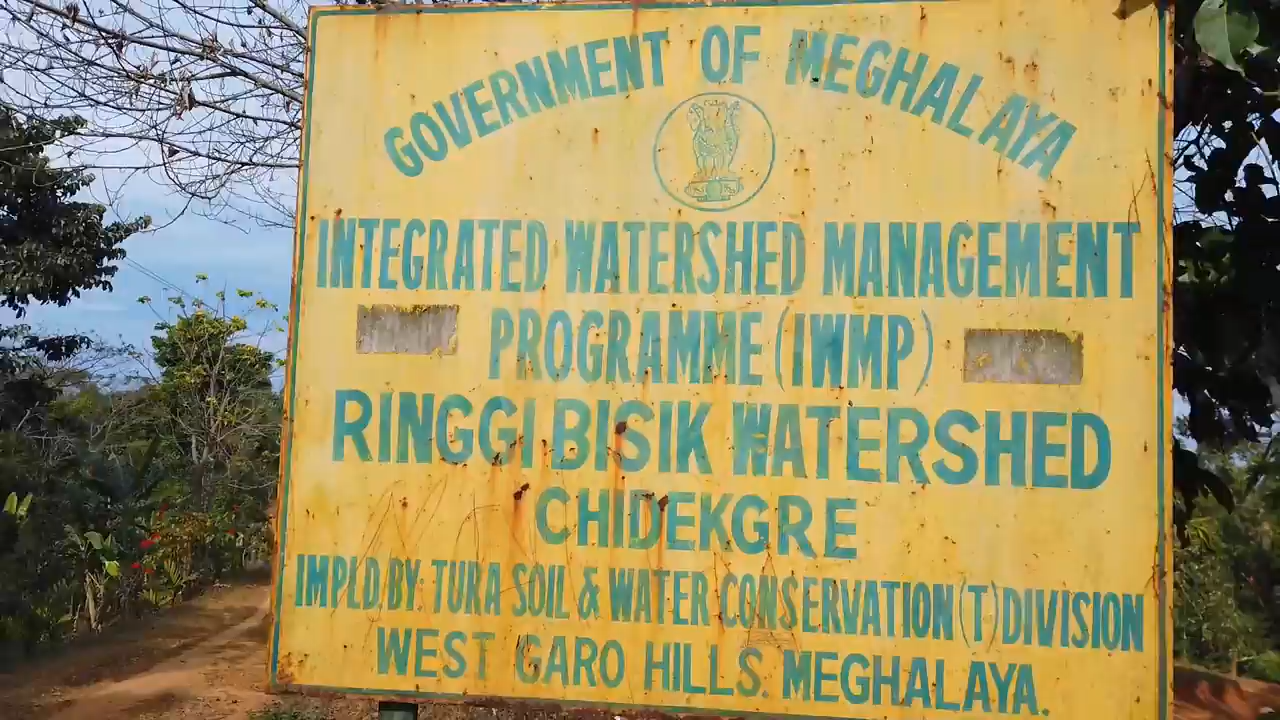 GOVERNMENT OF MEGHALAYA
INTEGRATED WATERSHED MANAGEMENT
PROGRAMME (IWMP)
RINGGI BISIK WATERSHED
CHIDEKGRE
IMPLD. BY: TURA SOIL & WATER CONSERVATION (T) DIVISION
WEST GARO HILLS. MEGHALAYA.